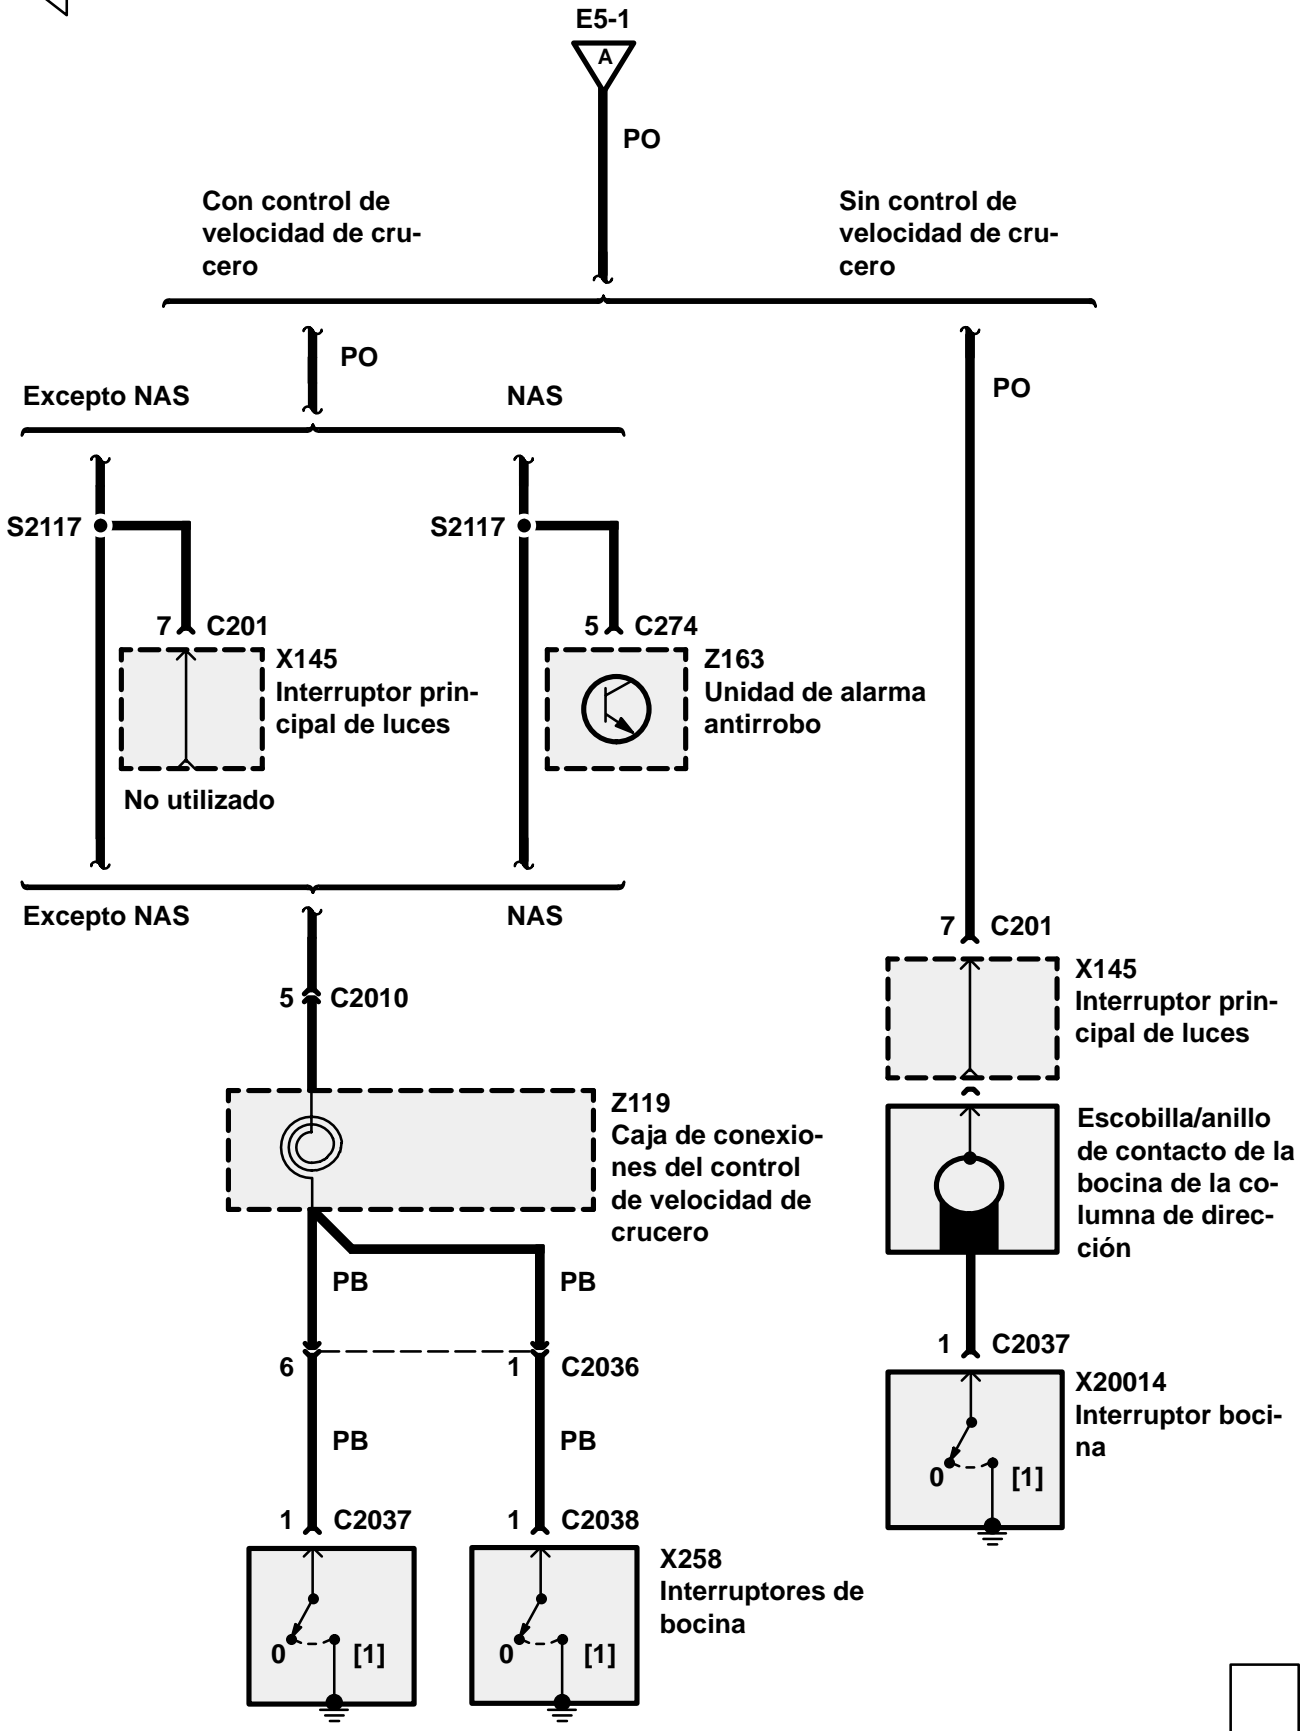 E5-1
A
PO
Con control de
velocidad de cru-
cero
Sin control de
velocidad de cru-
cero
PO
PO
Excepto NAS
NAS
S2117
S2117
7 C201
5 C274
X145
Interruptor prin-
cipal de luces
Z163
Unidad de alarma
antirrobo
No utilizado
Excepto NAS
NAS
7 C201
5 C2010
X145
Interruptor prin-
cipal de luces
Z119
Caja de conexio-
nes del control
de velocidad de
crucero
Escobilla/anillo
de contacto de la
bocina de la co-
lumna de direc-
ción
PB
PB
1 C2037
6
1 C2036
X20014
Interruptor boci-
na
0 [1]
PB
PB
1 C2037
1 C2038
X258
Interruptores de
bocina
0 [1]
0 [1]